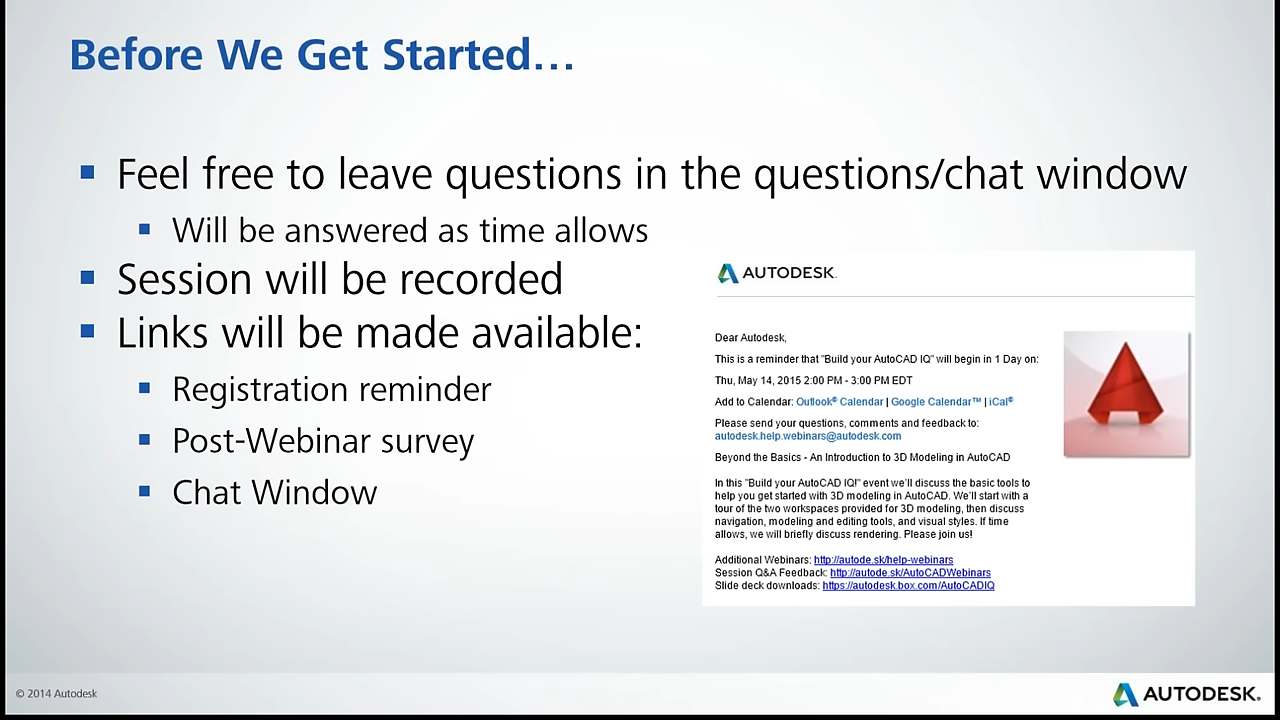 Before We Get Started...
Feel free to leave questions in the questions/chat window
Will be answered as time allows
Session will be recorded
Links will be made available:
Registration reminder
Post-Webinar survey
Chat Window
AUTODESK.
Dear Autodesk,
This is a reminder that "Build your AutoCAD IQ" will begin in 1 Day on:
Thu, May 14, 2015 2:00 PM - 3:00 PM EDT
Add to Calendar: Outlook® Calendar | Google Calendar™ | iCal®
Please send your questions, comments and feedback to:
autodesk.help.webinars@autodesk.com
Beyond the Basics - An Introduction to 3D Modeling in AutoCAD
In this "Build your AutoCAD IQ!" event we'll discuss the basic tools to
help you get started with 3D modeling in AutoCAD. We'll start with a
tour of the two workspaces provided for 3D modeling, then discuss
navigation, modeling and editing tools, and visual styles. If time
allows, we will briefly discuss rendering. Please join us!
Additional Webinars: http://autode.sk/help-webinars
Session Q&A Feedback: http://autode.sk/AutoCADWebinars
Slide deck downloads: https://autodesk.box.com/AutoCADIQ
© 2014 Autodesk
AUTODESK.